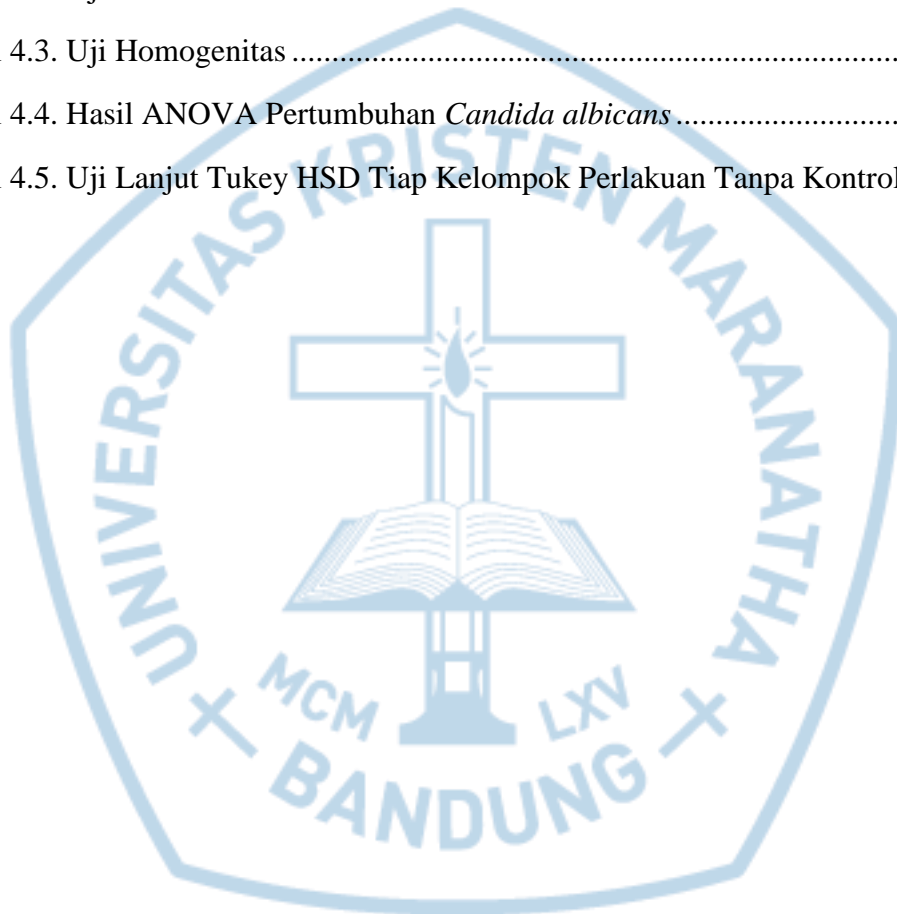 4.3. Uji Homogenitas ....................................................................................
4.4. Hasil ANOVA Pertumbuhan Candida albicans ...............................
4.5. Uji Lanjut Tukey HSD Tiap Kelompok Perlakuan Tanpa Kontrol
UNIVERSITAS KRISTEN MARANATHA
MCM LXV
+ BANDUNG +